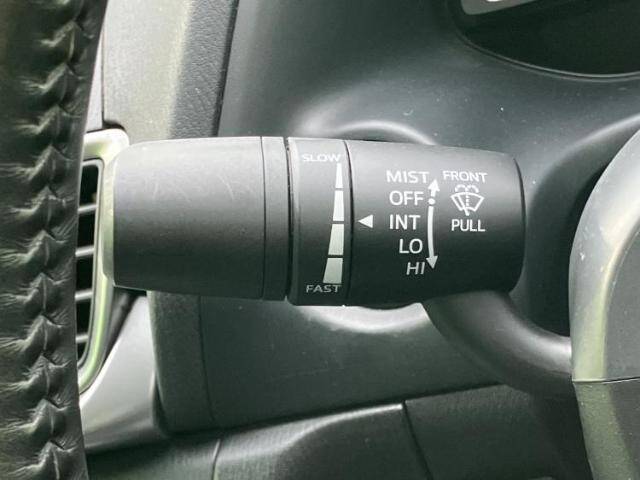 SLOW
FAST
MIST
OFF
INT
LO
HI
FRONT
PULL